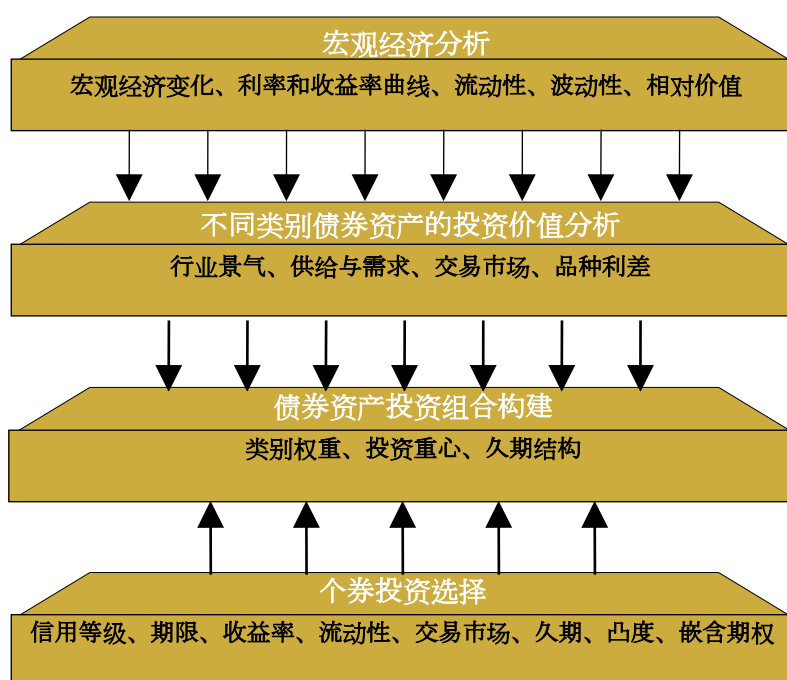 宏观经济分析
宏观经济变化、利率和收益率曲线、流动性、波动性、相对价值
不同类别债券资产的投资价值分析
行业景气、供给与需求、交易市场、品种利差
债券资产投资组合构建
类别权重、投资重心、久期结构
个券投资选择
信用等级、期限、收益率、流动性、交易市场、久期、凸度、嵌含期权